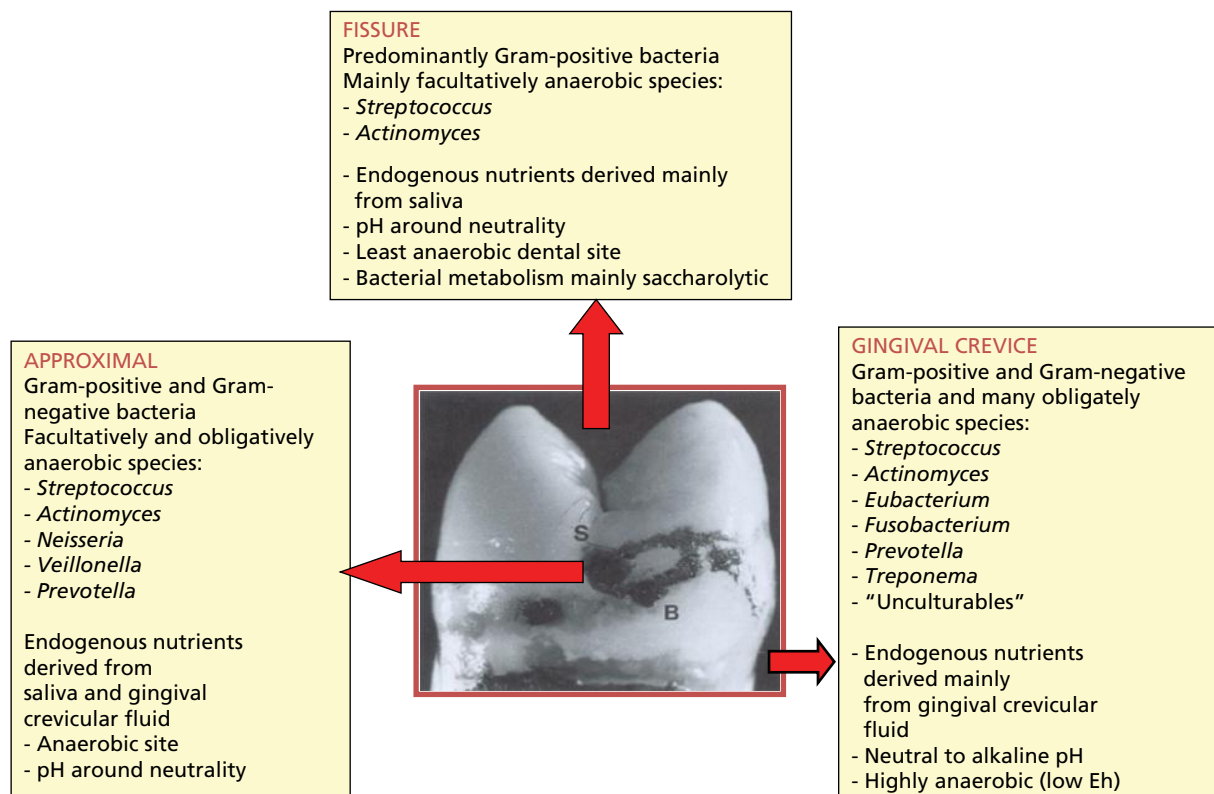 FISSURE
Predominantly Gram-positive bacteria
Mainly facultatively anaerobic species:
- Streptococcus
- Actinomyces
- Endogenous nutrients derived mainly
from saliva
- pH around neutrality
- Least anaerobic dental site
- Bacterial metabolism mainly saccharolytic
APPROXIMAL
Gram-positive and Gram-
negative bacteria
Facultatively and obligatively
anaerobic species:
- Streptococcus
- Actinomyces
- Neisseria
- Veillonella
- Prevotella
Endogenous nutrients
derived from
saliva and gingival
crevicular fluid
- Anaerobic site
- pH around neutrality
S
B
GINGIVAL CREVICE
Gram-positive and Gram-negative
bacteria and many obligately
anaerobic species:
- Streptococcus
- Actinomyces
- Eubacterium
- Fusobacterium
- Prevotella
- Treponema
- “Unculturables”
- Endogenous nutrients
derived mainly
from gingival crevicular
fluid
- Neutral to alkaline pH
- Highly anaerobic (low Eh)